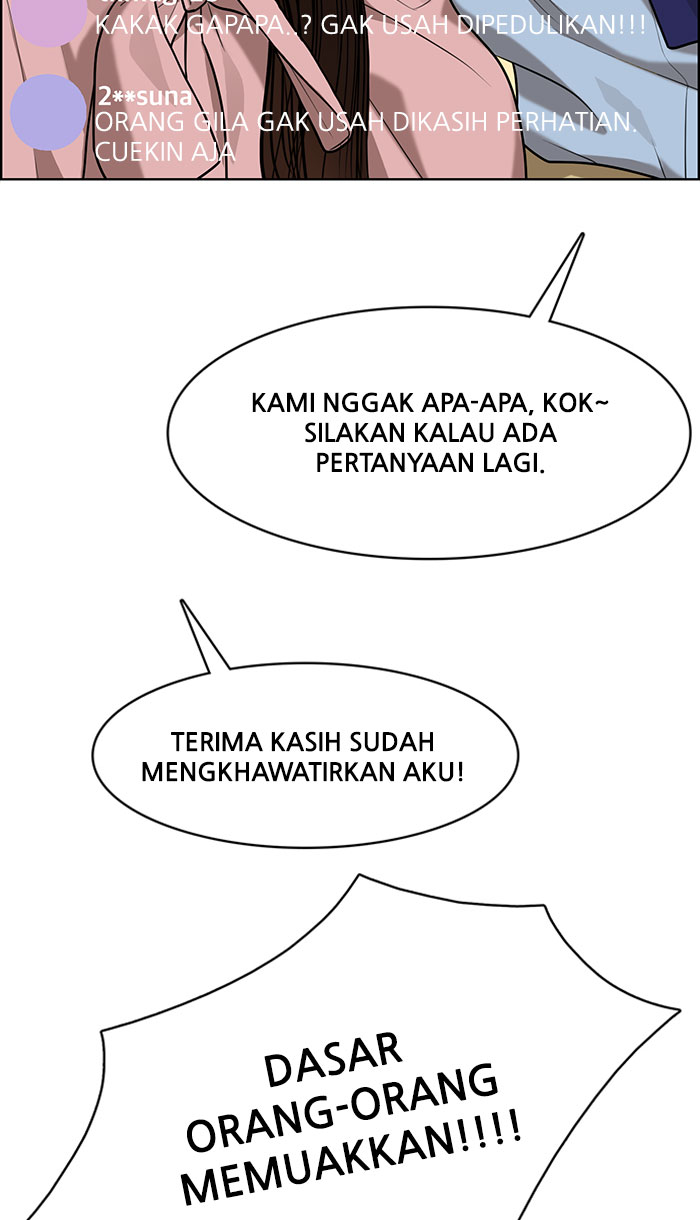 KAKAK GAPAPA..? GAK USAH DIPEDULIKAN!!!
2**suna
ORANG GILA GAK USAH DIKASIH PERHATIAN.
CUEKIN AJA
KAMI NGGAK APA-APA, KOK~
SILAKAN KALAU ADA
PERTANYAAN LAGI.
TERIMA KASIH SUDAH
MENGKHAWATIRKAN AKU!
DASAR
ORANG-ORANG
MEMUAKKAN!!!!